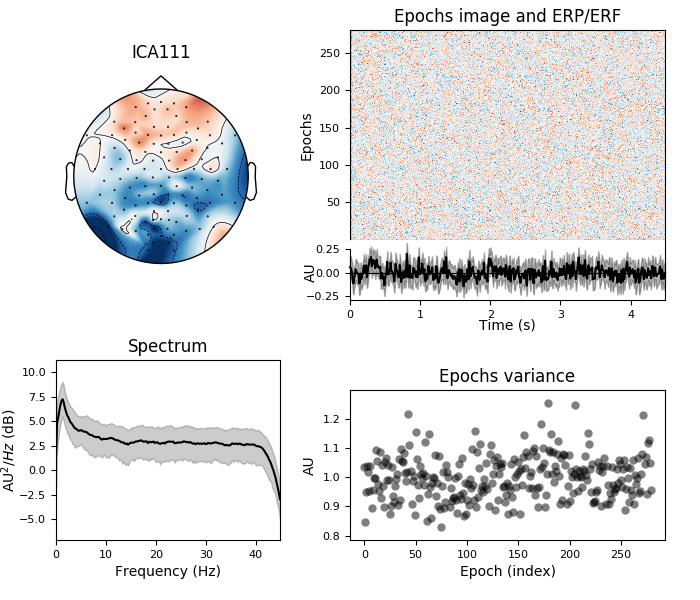 ICA111
Epochs image and ERP/ERF
Epochs
250
200
150
100
50
AU
0.25
0.00
−0.25
0 1 2 3 4
Time (s)
Spectrum
AU²/Hz (dB)
10.0
7.5
5.0
2.5
0.0
−2.5
−5.0
0 10 20 30 40
Frequency (Hz)
Epochs variance
AU
1.2
1.1
1.0
0.9
0.8
0 50 100 150 200 250
Epoch (index)